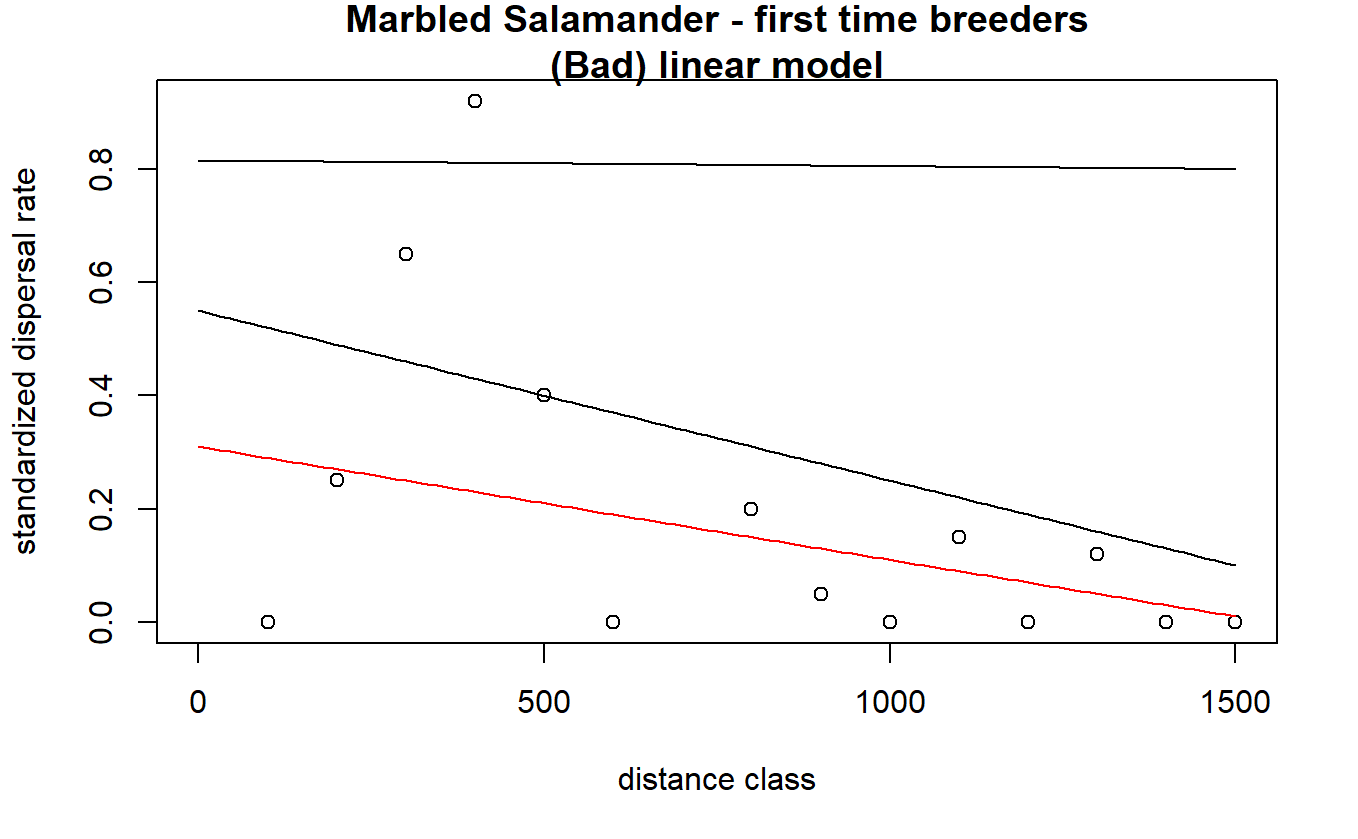 Marbled Salamander - first time breeders
(Bad) linear model
standardized dispersal rate
0.8
0.6
0.4
0.2
0.0
0 500 1000 1500
distance class